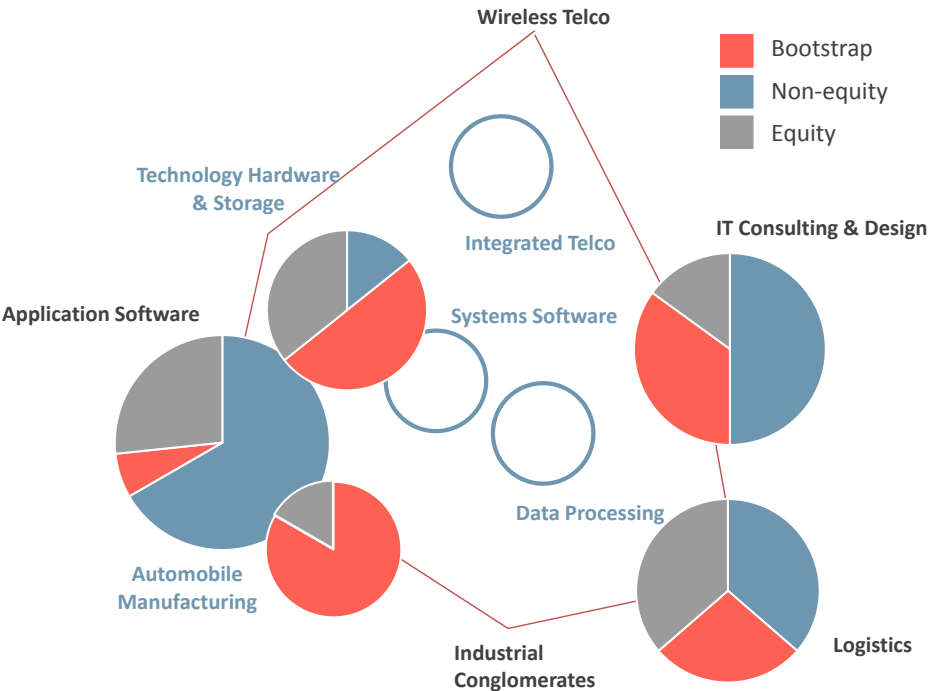 Wireless Telco
Bootstrap
Non-equity
Equity
Technology Hardware
& Storage
Integrated Telco
IT Consulting & Design
Application Software
Systems Software
Data Processing
Automobile
Manufacturing
Industrial
Conglomerates
Logistics